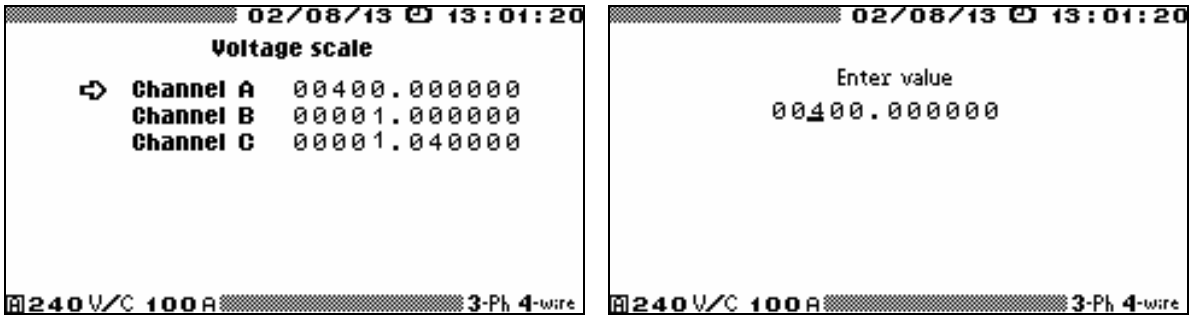 02/08/13 13:01:20
Voltage scale
Channel A 00400.000000
Channel B 00001.000000
Channel C 00001.040000
A 240 V/C 100 A 3-Ph 4-wire
02/08/13 13:01:20
Enter value
00400.000000
A 240 V/C 100 A 3-Ph 4-wire